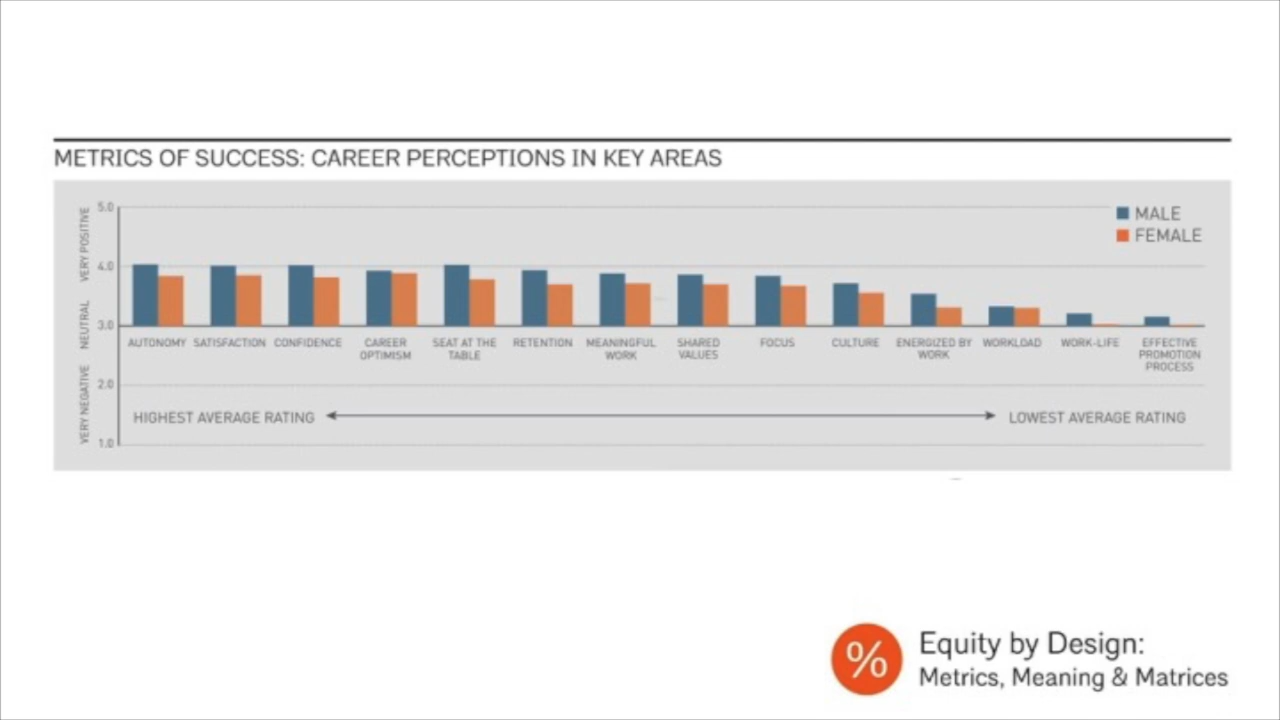 METRICS OF SUCCESS: CAREER PERCEPTIONS IN KEY AREAS
MALE
FEMALE
VERY POSITIVE
NEUTRAL
VERY NEGATIVE
5.0
4.0
3.0
2.0
1.0
AUTONOMY
SATISFACTION
CONFIDENCE
CAREER
OPTIMISM
SEAT AT THE
TABLE
RETENTION
MEANINGFUL
WORK
SHARED
VALUES
FOCUS
CULTURE
ENERGIZED BY
WORK
WORKLOAD
WORK-LIFE
EFFECTIVE
PROMOTION
PROCESS
HIGHEST AVERAGE RATING
LOWEST AVERAGE RATING
%
Equity by Design:
Metrics, Meaning & Matrices